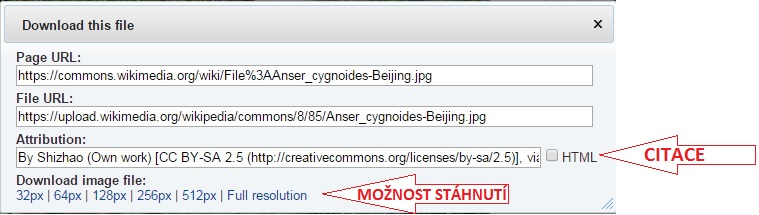 Download this file ×
Page URL:
https://commons.wikimedia.org/wiki/File%3AAnser_cygnoides-Beijing.jpg
File URL:
https://upload.wikimedia.org/wikipedia/commons/8/85/Anser_cygnoides-Beijing.jpg
Attribution:
By Shizhao (Own work) [CC BY-SA 2.5 (http://creativecommons.org/licenses/by-sa/2.5)], via HTML CITACE
Download image file:
32px | 64px | 128px | 256px | 512px | Full resolution MOŽNOST STÁHNUTÍ